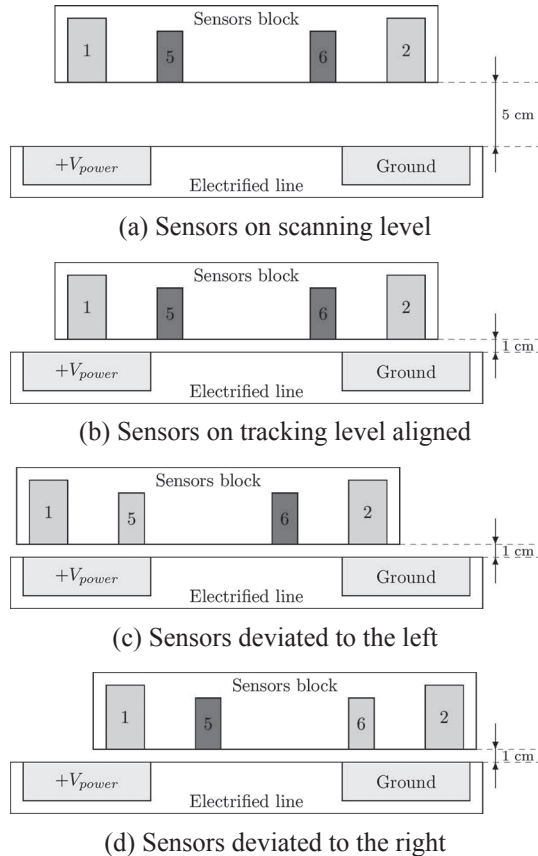 Sensors block
1 5 6 2
5 cm
+V_power Ground
Electrified line
(a) Sensors on scanning level
Sensors block
1 5 6 2
1 cm
+V_power Ground
Electrified line
(b) Sensors on tracking level aligned
Sensors block
1 5 6 2
1 cm
+V_power Ground
Electrified line
(c) Sensors deviated to the left
Sensors block
1 5 6 2
1 cm
+V_power Ground
Electrified line
(d) Sensors deviated to the right